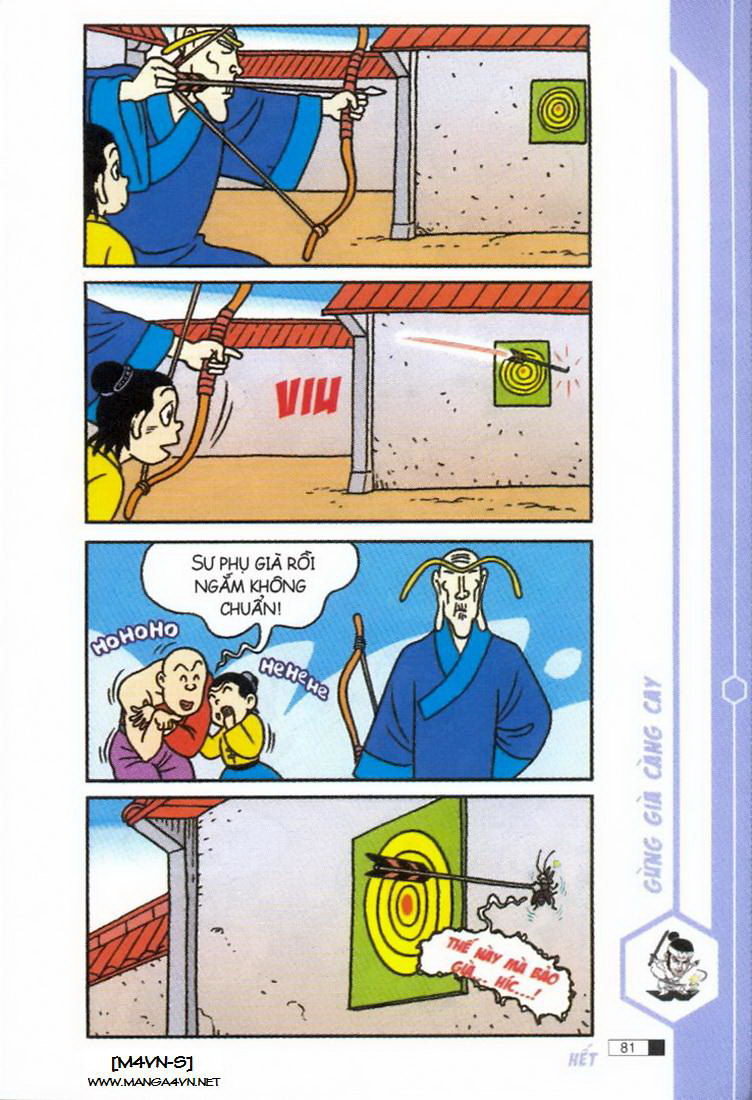 VIU
SƯ PHỤ GIÀ RỒI
NGẮM KHÔNG
CHUẨN!
HOHOHO
HEHEHE
THẾ NÀY MÀ BẢO
GIÀ... HÍC...!
GỪNG GIÀ CÀNG CAY
HẾT
81
[M4VN-S]
WWW.MANGA4VN.NET